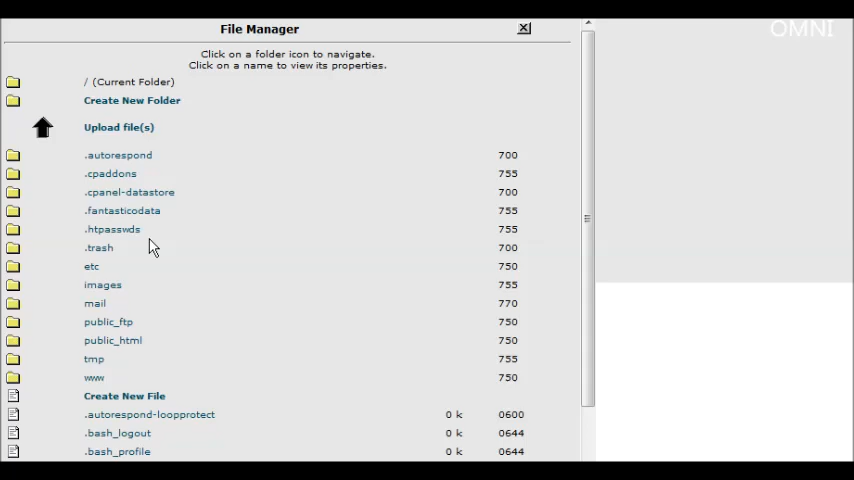 File Manager
OMNI
Click on a folder icon to navigate.
Click on a name to view its properties.
/ (Current Folder)
Create New Folder
Upload file(s)
.autorespond 700
.cpaddons 755
.cpanel-datastore 700
.fantasticodata 755
.htpasswds 755
.trash 700
etc 750
images 755
mail 770
public_ftp 750
public_html 750
tmp 755
www 750
Create New File
.autorespond-loopprotect 0 k 0600
.bash_logout 0 k 0644
.bash_profile 0 k 0644